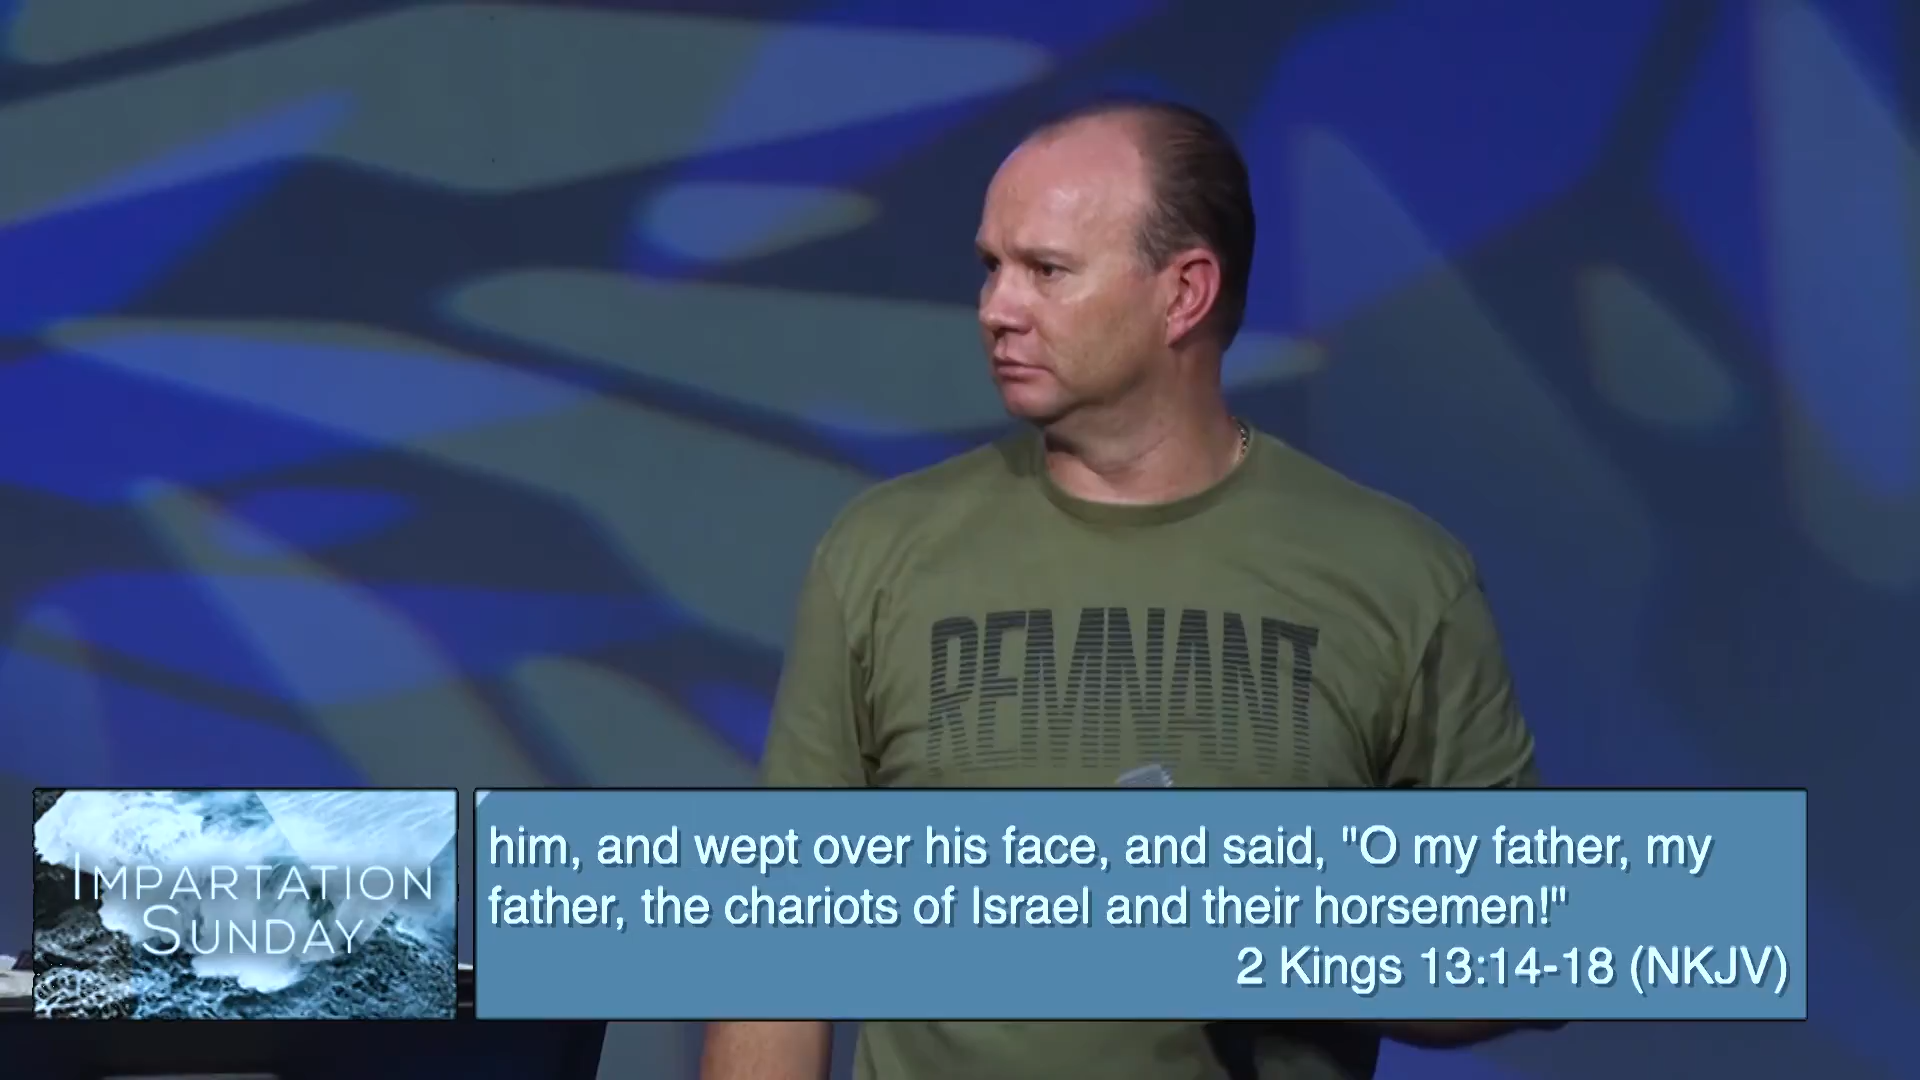 REMNANT
IMPARTATION
SUNDAY
him, and wept over his face, and said, "O my father, my
father, the chariots of Israel and their horsemen!"
2 Kings 13:14-18 (NKJV)